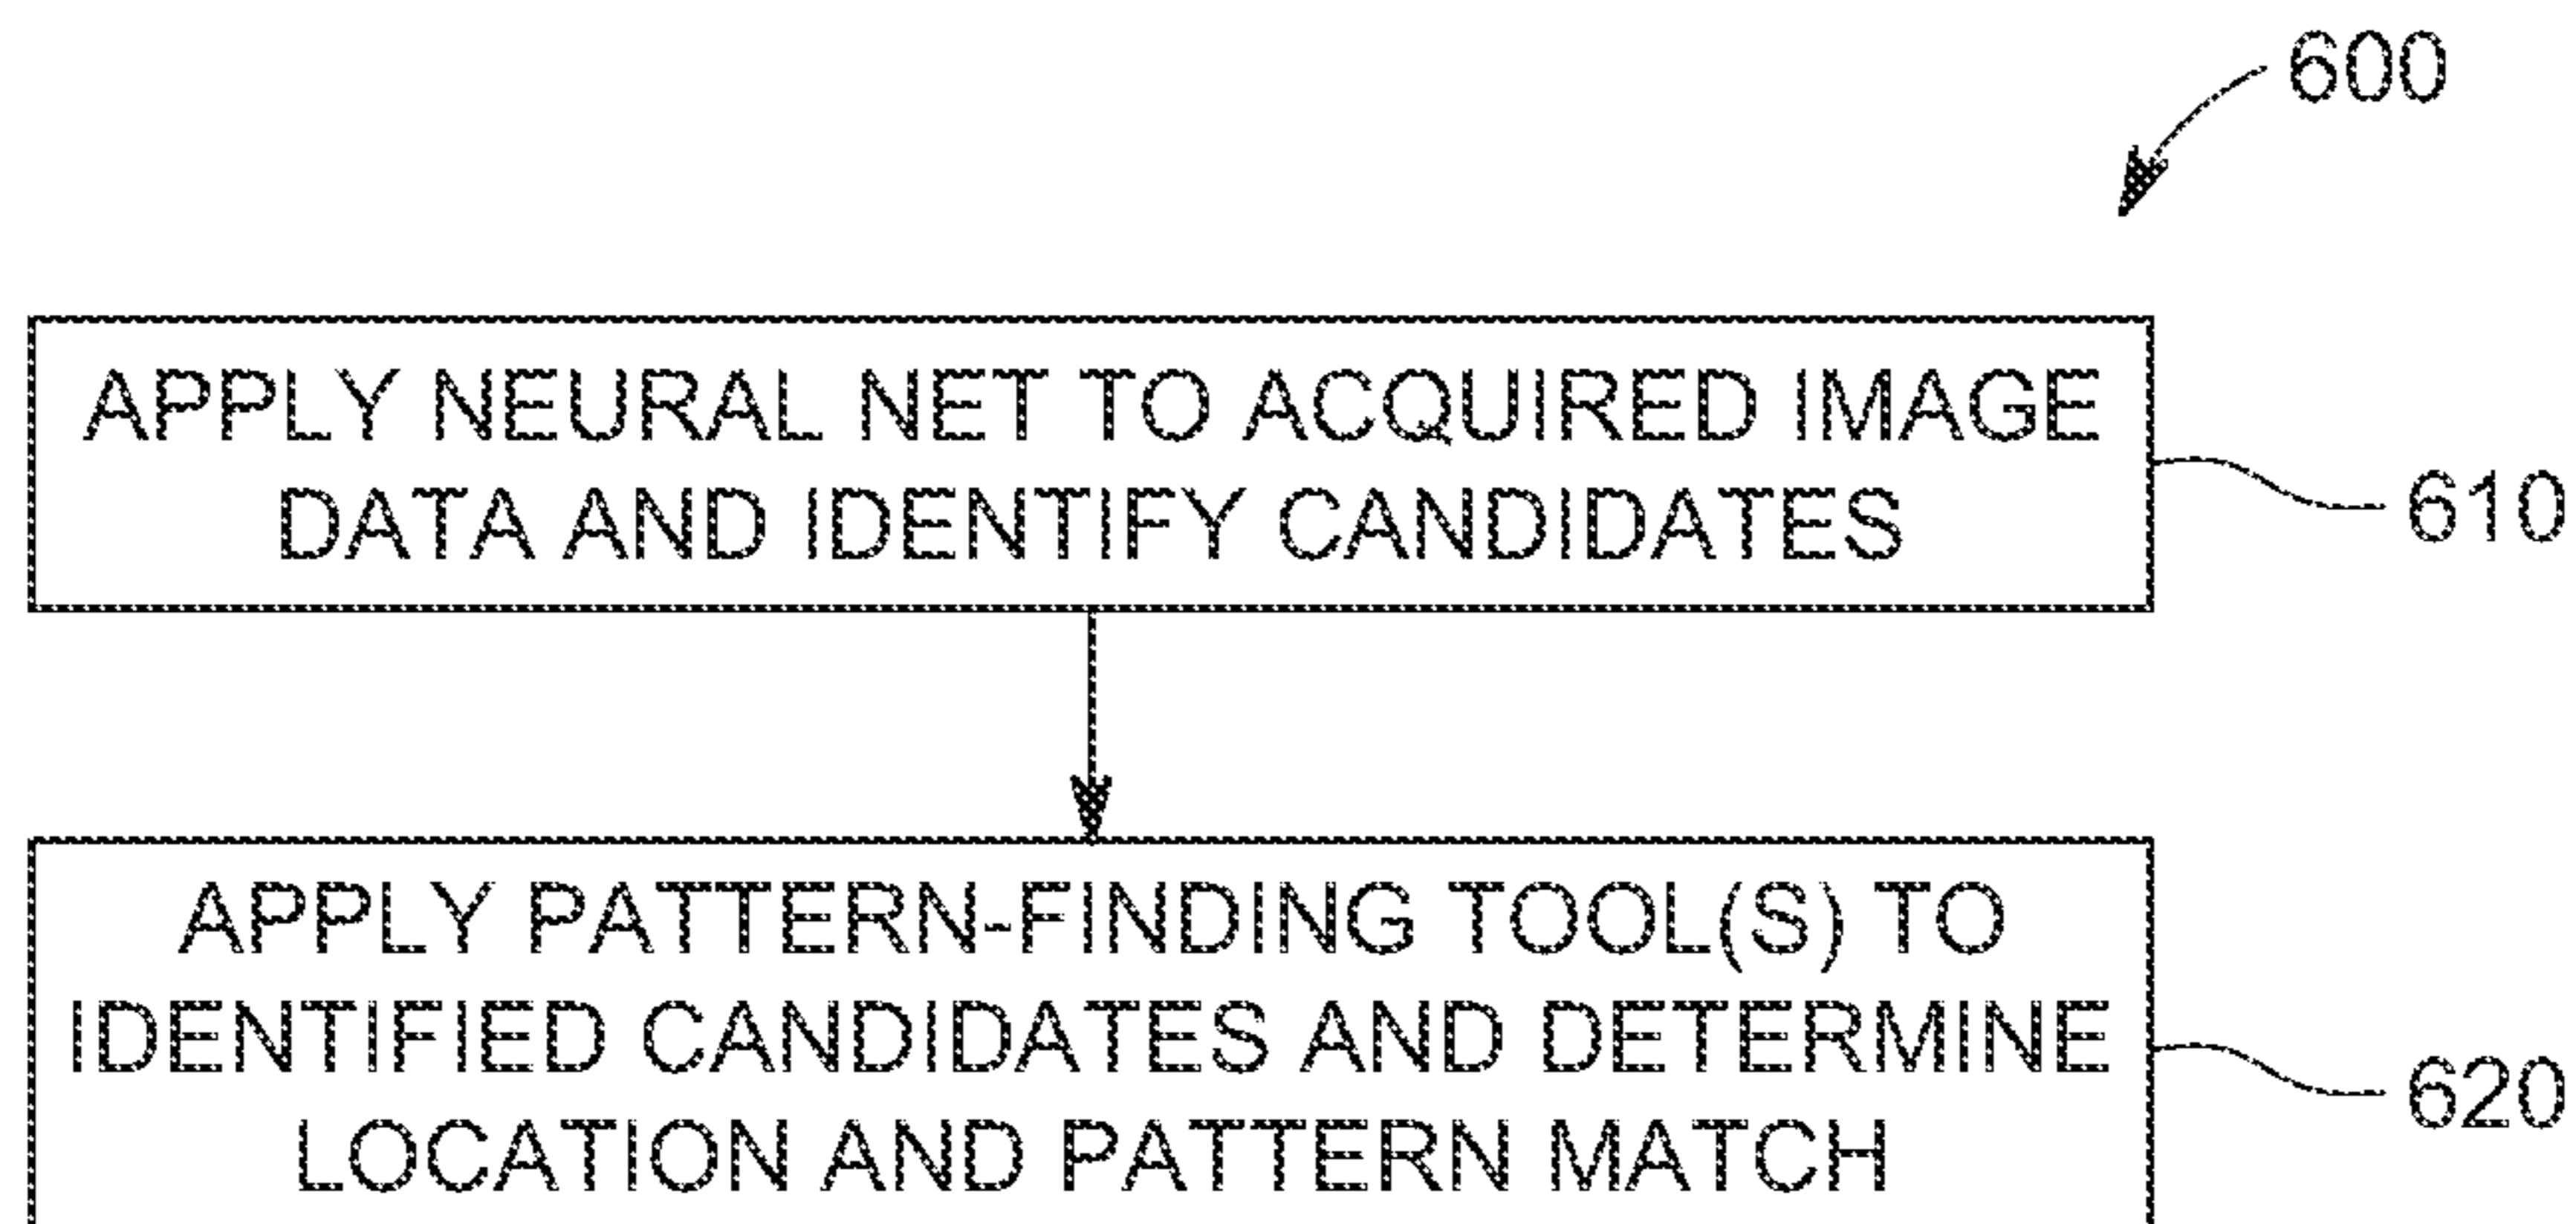 600
APPLY NEURAL NET TO ACQUIRED IMAGE
DATA AND IDENTIFY CANDIDATES
610
APPLY PATTERN-FINDING TOOL(S) TO
IDENTIFIED CANDIDATES AND DETERMINE
LOCATION AND PATTERN MATCH
620